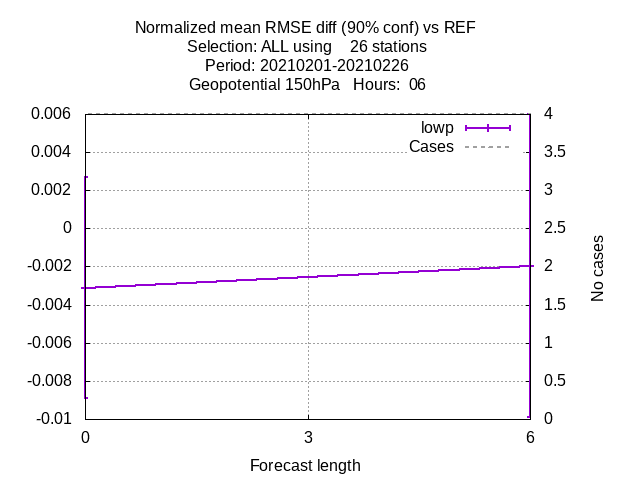 Normalized mean RMSE diff (90% conf) vs REF
Selection: ALL using    26 stations
Period: 20210201-20210226
Geopotential 150hPa   Hours:  06
0.006
0.004
0.002
0
-0.002
-0.004
-0.006
-0.008
-0.01
lowp
Cases
4
3.5
3
2.5
2
1.5
1
0.5
0
No cases
0
3
6
Forecast length